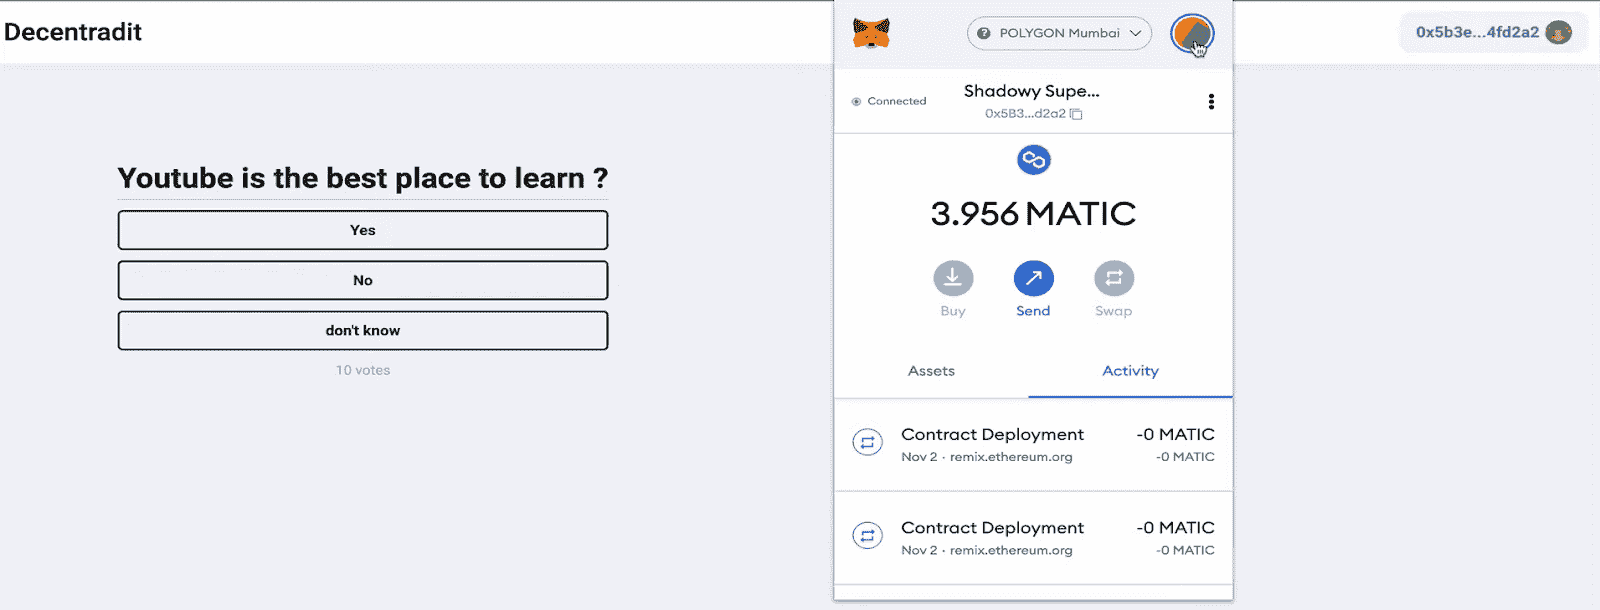 Decentradit
Youtube is the best place to learn ?
Yes
No
don't know
10 votes
POLYGON Mumbai
Connected
Shadowy Supe...
0x5B3...d2a2
3.956 MATIC
Buy
Send
Swap
Assets
Activity
Contract Deployment
-0 MATIC
Nov 2 · remix.ethereum.org
-0 MATIC
Contract Deployment
-0 MATIC
Nov 2 · remix.ethereum.org
-0 MATIC
0x5b3e...4fd2a2